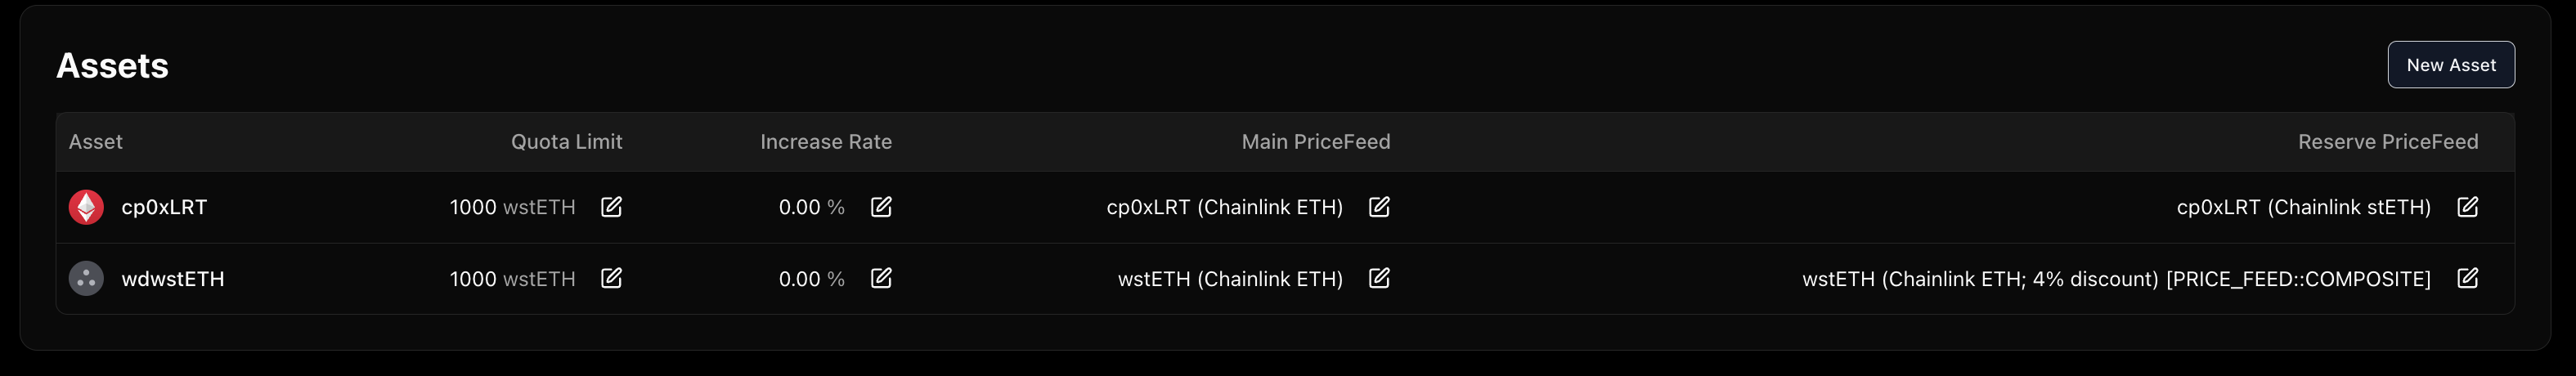 Assets
New Asset
Asset Quota Limit Increase Rate Main PriceFeed Reserve PriceFeed
cp0xLRT 1000 wstETH 0.00 % cp0xLRT (Chainlink ETH) cp0xLRT (Chainlink stETH)
wdwstETH 1000 wstETH 0.00 % wstETH (Chainlink ETH) wstETH (Chainlink ETH; 4% discount) [PRICE_FEED::COMPOSITE]